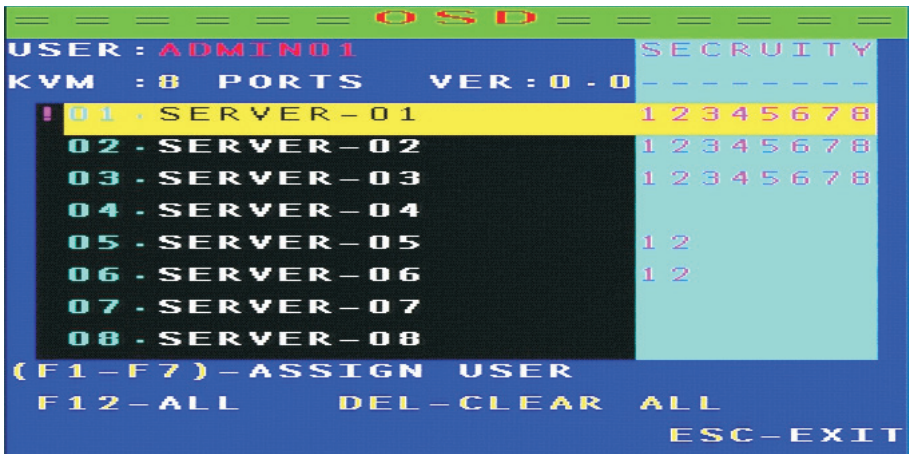 = = = = = = = OSD = = = = = = =
USER:ADMIN01 SECRUITY
KVM :8 PORTS VER:0.0 --------
! 01.SERVER-01 12345678
02.SERVER-02 12345678
03.SERVER-03 12345678
04.SERVER-04
05.SERVER-05 12
06.SERVER-06 12
07.SERVER-07
08.SERVER-08
(F1-F7)-ASSIGN USER
F12-ALL DEL-CLEAR ALL
ESC-EXIT